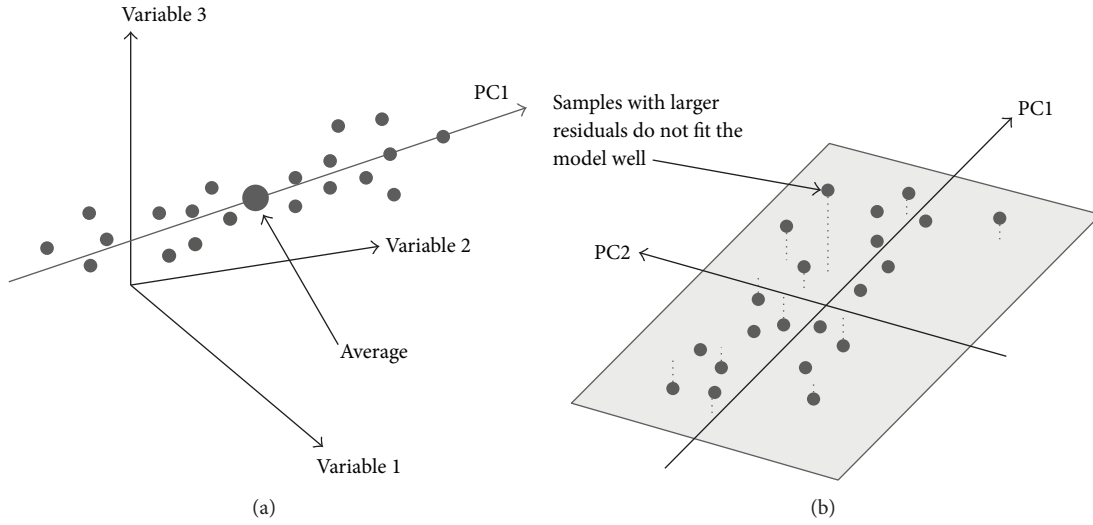 Variable 3
PC1
Variable 2
Average
Variable 1
(a)
Samples with larger
residuals do not fit the
model well
PC1
PC2
(b)